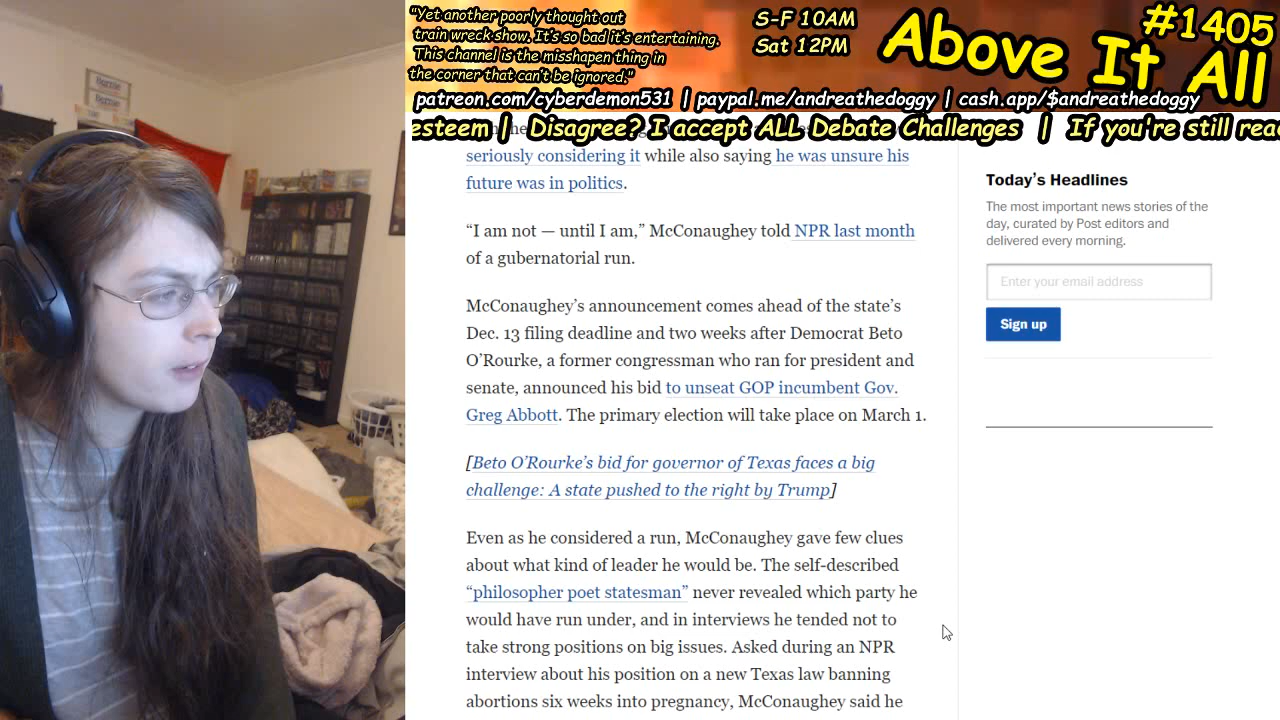 "Yet another poorly thought out
train wreck show. It's so bad it's entertaining.
This channel is the misshapen thing in
the corner that can't be ignored."
S-F 10AM
Sat 12PM
Above It All
#1405
patreon.com/cyberdemon531 | paypal.me/andreathedoggy | cash.app/$andreathedoggy
esteem | Disagree? I accept ALL Debate Challenges | If you're still rea
seriously considering it while also saying he was unsure his
future was in politics.
“I am not — until I am,” McConaughey told NPR last month
of a gubernatorial run.
McConaughey’s announcement comes ahead of the state’s
Dec. 13 filing deadline and two weeks after Democrat Beto
O’Rourke, a former congressman who ran for president and
senate, announced his bid to unseat GOP incumbent Gov.
Greg Abbott. The primary election will take place on March 1.
[Beto O’Rourke’s bid for governor of Texas faces a big
challenge: A state pushed to the right by Trump]
Even as he considered a run, McConaughey gave few clues
about what kind of leader he would be. The self-described
“philosopher poet statesman” never revealed which party he
would have run under, and in interviews he tended not to
take strong positions on big issues. Asked during an NPR
interview about his position on a new Texas law banning
abortions six weeks into pregnancy, McConaughey said he
Today’s Headlines
The most important news stories of the
day, curated by Post editors and
delivered every morning.
Enter your email address
Sign up
Bernie